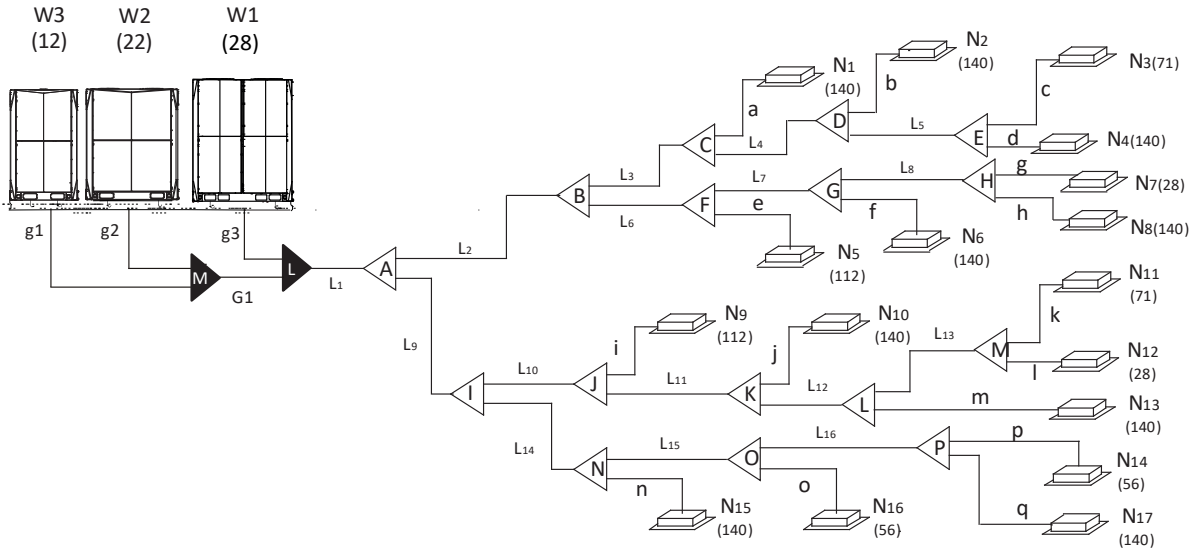 W3
(12)
W2
(22)
W1
(28)
g1
g2
g3
M
G1
L
L1
A
L2
L9
B
L3
L6
C
a
N1
(140)
L4
D
b
N2
(140)
L5
E
c
N3(71)
d
N4(140)
F
L7
e
N5
(112)
G
L8
f
N6
(140)
H
g
N7(28)
h
N8(140)
I
L10
L14
J
i
N9
(112)
L11
K
j
N10
(140)
L12
L
L13
M
k
N11
(71)
l
N12
(28)
m
N13
(140)
N
L15
n
N15
(140)
O
L16
o
N16
(56)
P
p
N14
(56)
q
N17
(140)